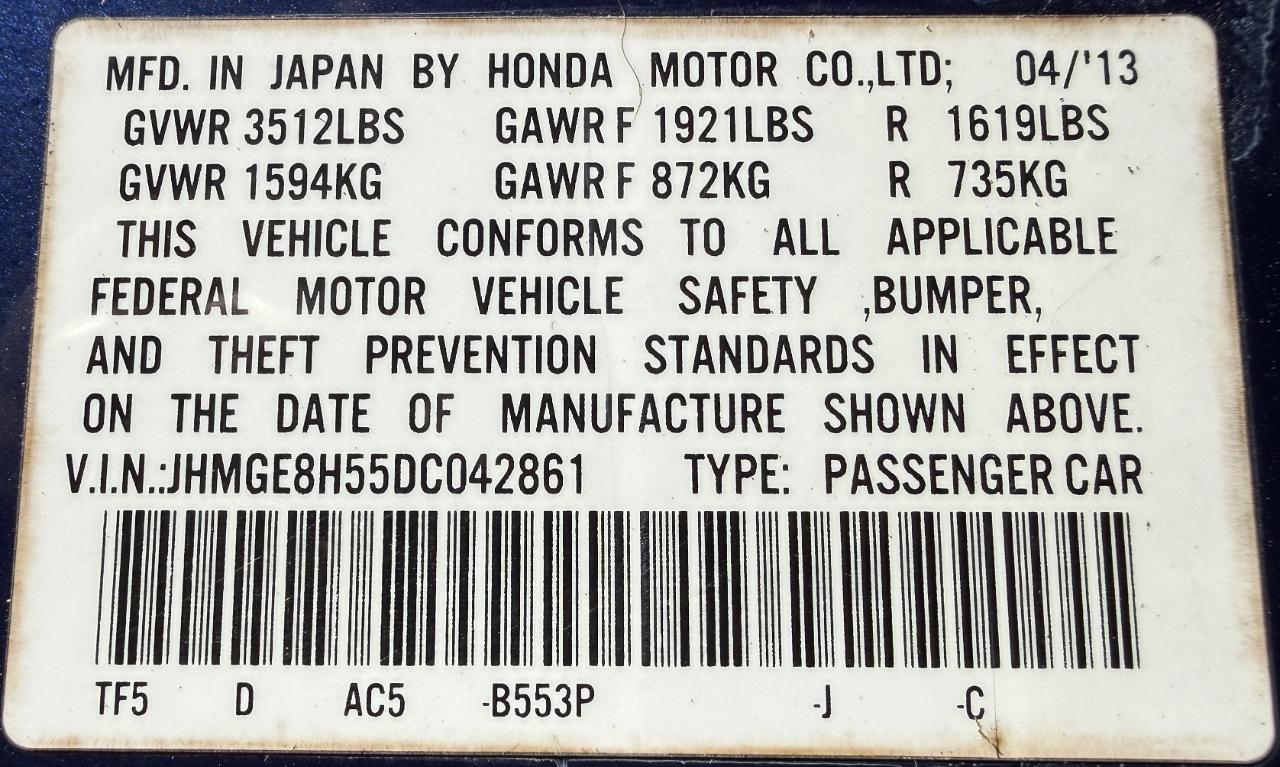 MFD. IN JAPAN BY HONDA MOTOR CO.,LTD; 04/'13
GVWR 3512LBS GAWR F 1921LBS R 1619LBS
GVWR 1594KG GAWR F 872KG R 735KG
THIS VEHICLE CONFORMS TO ALL APPLICABLE
FEDERAL MOTOR VEHICLE SAFETY ,BUMPER,
AND THEFT PREVENTION STANDARDS IN EFFECT
ON THE DATE OF MANUFACTURE SHOWN ABOVE.
V.I.N.:JHMGE8H55DC042861 TYPE: PASSENGER CAR
TF5 D AC5 -B553P -J -C